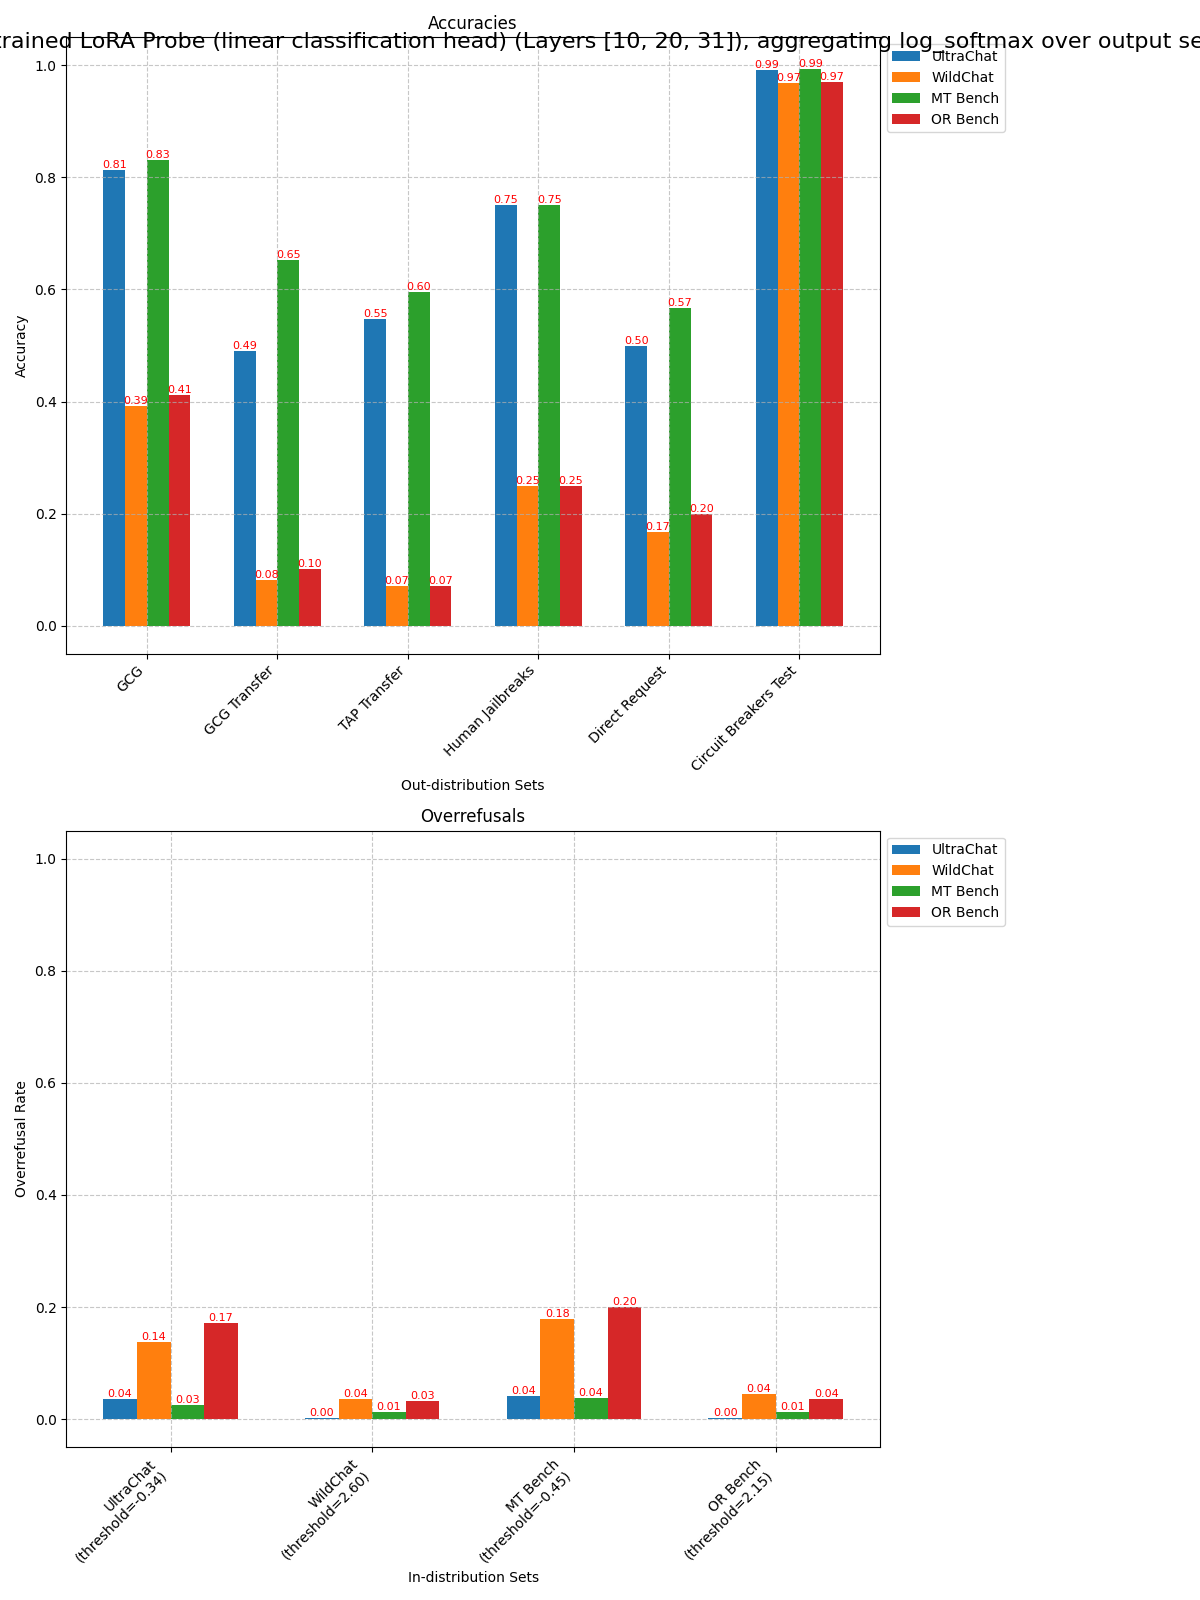 Accuracies
rained LoRA Probe (linear classification head) (Layers [10, 20, 31]), aggregating log_softmax over output se
UltraChat
WildChat
MT Bench
OR Bench
Accuracy
1.0
0.8
0.6
0.4
0.2
0.0
0.81
0.39
0.83
0.41
0.49
0.08
0.65
0.10
0.55
0.07
0.60
0.07
0.75
0.25
0.75
0.25
0.50
0.17
0.57
0.20
0.99
0.97
0.99
0.97
GCG
GCG Transfer
TAP Transfer
Human Jailbreaks
Direct Request
Circuit Breakers Test
Out-distribution Sets
Overrefusals
UltraChat
WildChat
MT Bench
OR Bench
Overrefusal Rate
1.0
0.8
0.6
0.4
0.2
0.0
0.04
0.14
0.03
0.17
0.00
0.04
0.01
0.03
0.04
0.18
0.04
0.20
0.00
0.04
0.01
0.04
UltraChat
(threshold=-0.34)
WildChat
(threshold=2.60)
MT Bench
(threshold=-0.45)
OR Bench
(threshold=2.15)
In-distribution Sets